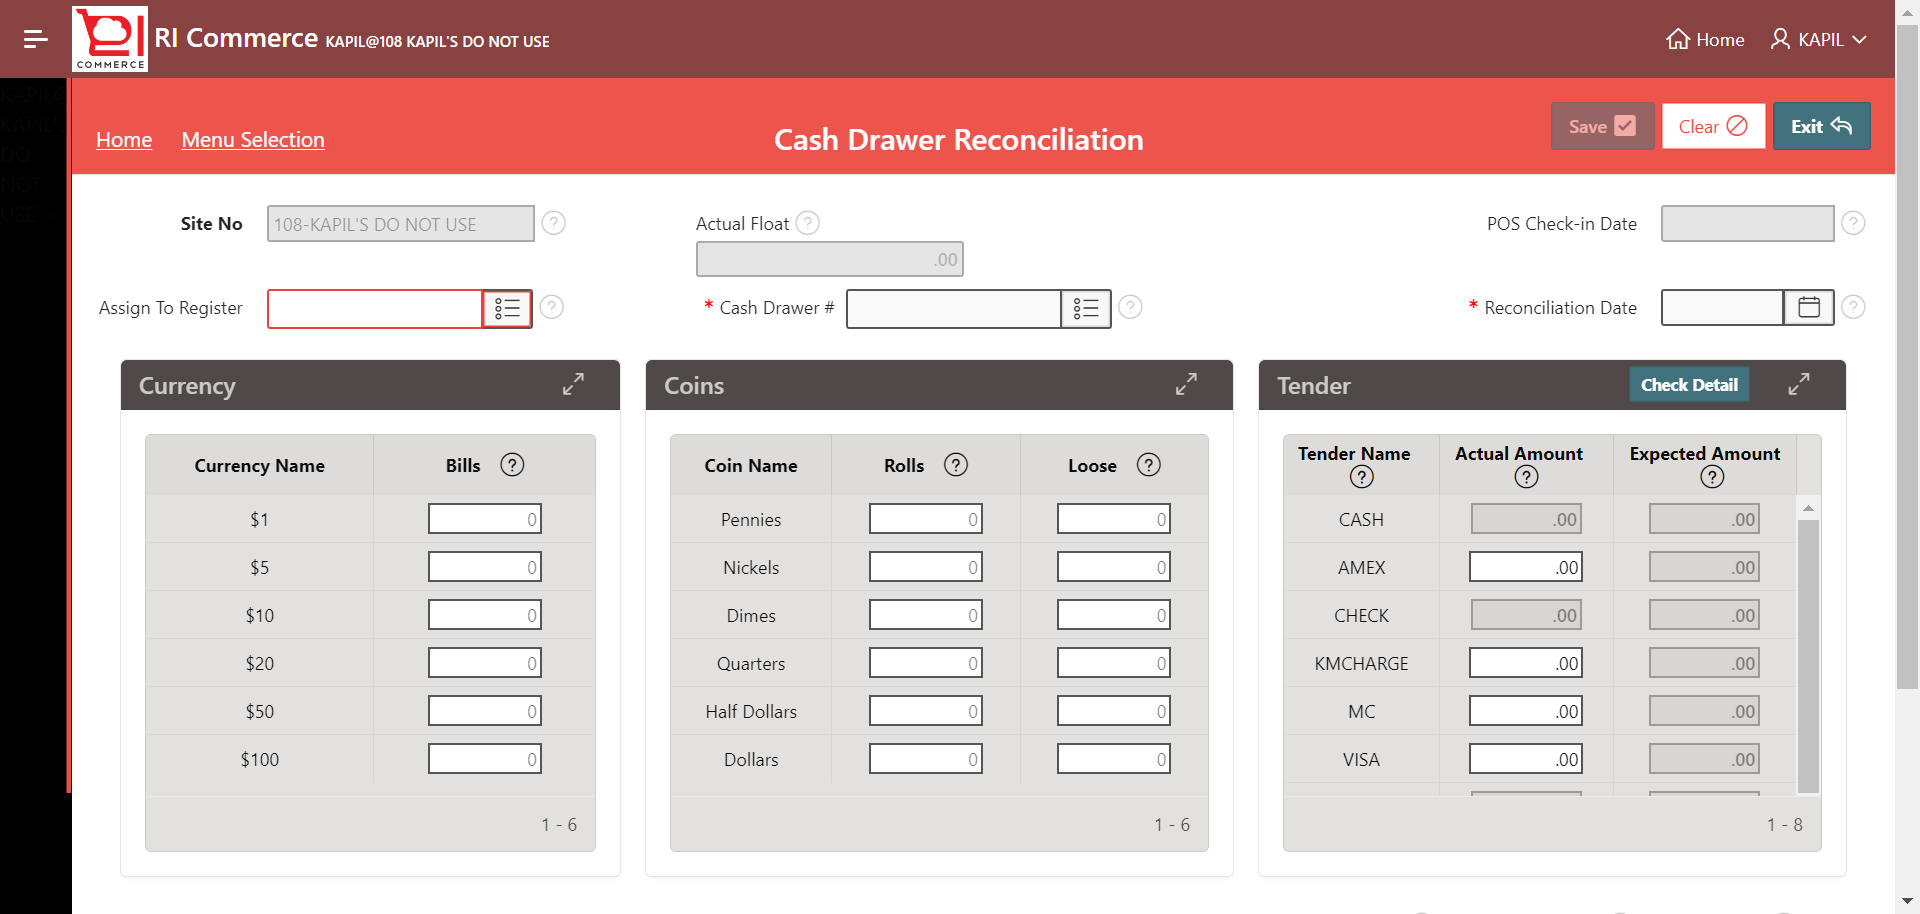 COMMERCE
RI Commerce KAPIL@108 KAPIL'S DO NOT USE
Home
KAPIL
KAPIL@
KAPIL'S
DO
NOT
Home
Menu Selection
Cash Drawer Reconciliation
Save
Clear
Exit
Site No
108-KAPIL'S DO NOT USE
?
Actual Float ?
.00
POS Check-in Date
?
Assign To Register
?
* Cash Drawer #
?
* Reconciliation Date
?
Currency
Currency Name Bills ?
$1 0
$5 0
$10 0
$20 0
$50 0
$100 0
1 - 6
Coins
Coin Name Rolls ? Loose ?
Pennies 0 0
Nickels 0 0
Dimes 0 0
Quarters 0 0
Half Dollars 0 0
Dollars 0 0
1 - 6
Tender
Check Detail
Tender Name Actual Amount Expected Amount
? ? ?
CASH .00 .00
AMEX .00 .00
CHECK .00 .00
KMCHARGE .00 .00
MC .00 .00
VISA .00 .00
1 - 8